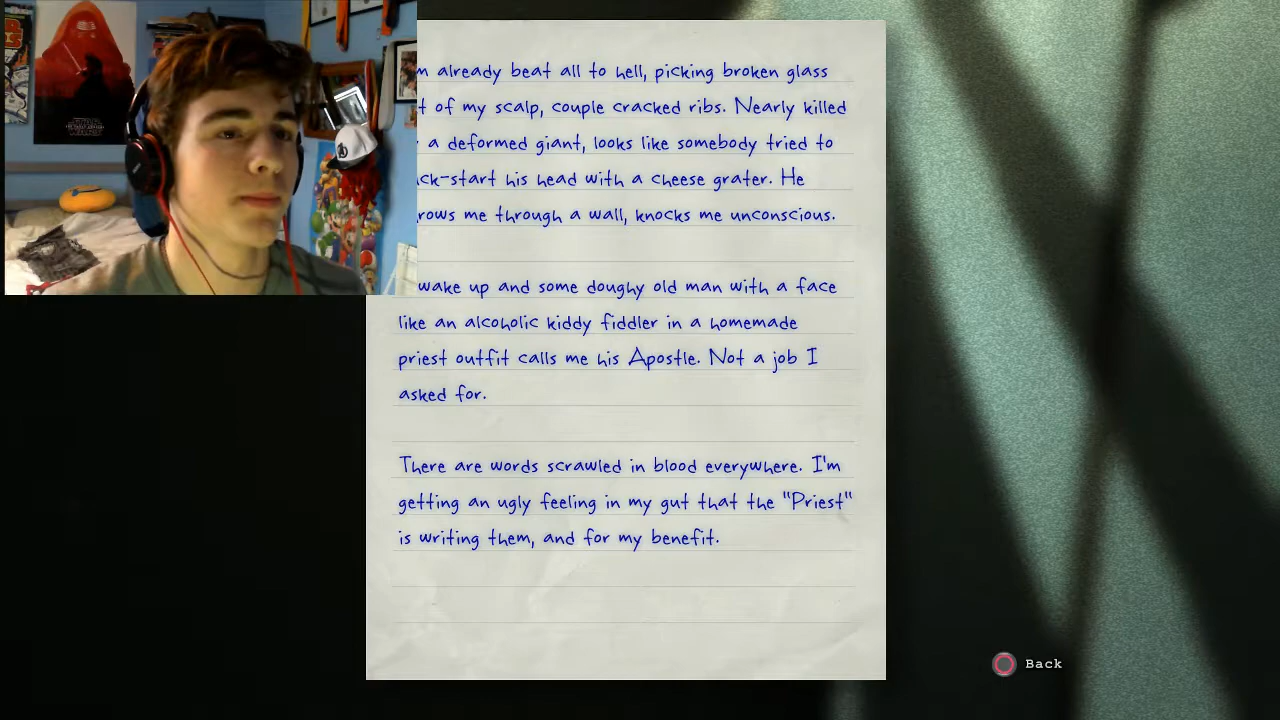 STAR WARS
already beat all to hell, picking broken glass
of my scalp, couple cracked ribs. Nearly killed
a deformed giant, looks like somebody tried to
his head with a cheese grater. He
me through a wall, knocks me unconscious.
wake up and some doughy old man with a face
like an alcoholic kiddy fiddler in a homemade
priest outfit calls me his Apostle. Not a job I
asked for.
There are words scrawled in blood everywhere. I'm
getting an ugly feeling in my gut that the "Priest"
is writing them, and for my benefit.
Back